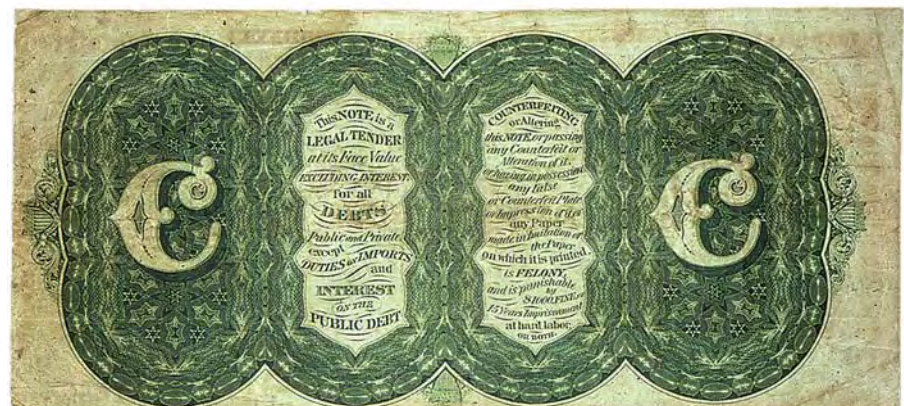 C
This NOTE is a
LEGAL TENDER
at its Face Value
EXCLUDING INTEREST
for all
DEBTS
Public and Private
except
DUTIES on IMPORTS
and
INTEREST
ON THE
PUBLIC DEBT
COUNTERFEITING
or Altering
this NOTE or passing
any Counterfeit or
Alteration of it,
or having in possession
any false
or Counterfeit Plate
or Impression of it or
any Paper
made in Imitation of
the Paper
on which it is printed,
is FELONY,
and is punishable
by
$1000 FINE or
15 Years Imprisonment
at hard labor,
OR BOTH.
C